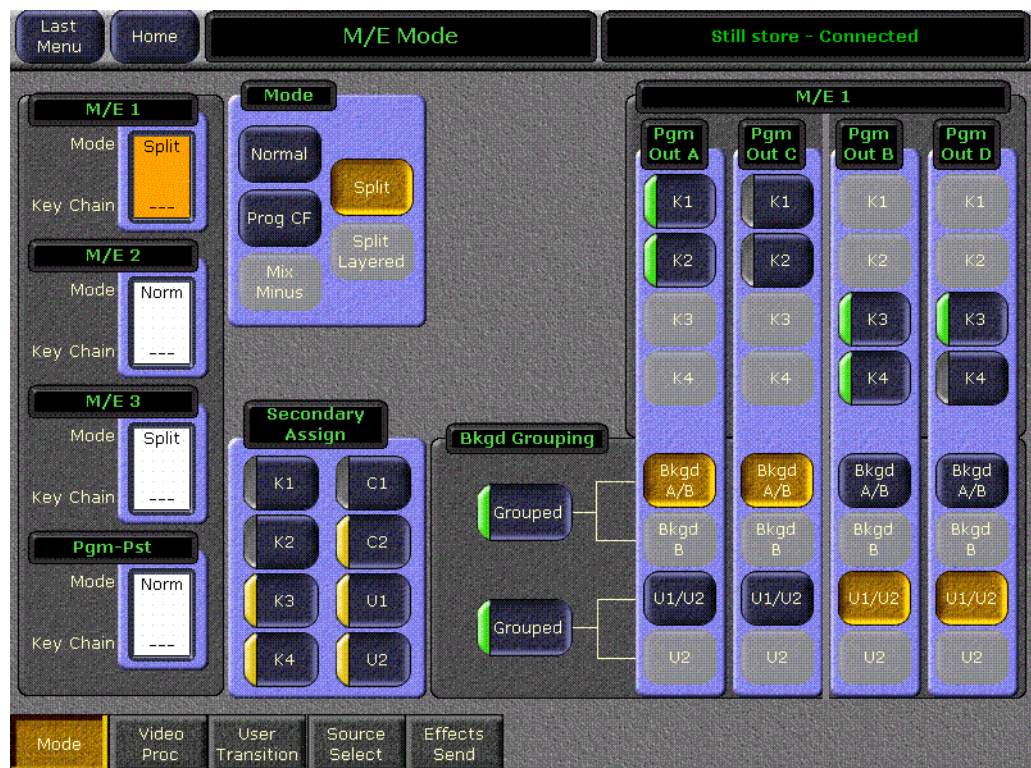 Last
Menu
Home
M/E Mode
Still store - Connected
M/E 1
Mode
Split
Key Chain
---
M/E 2
Mode
Norm
Key Chain
---
M/E 3
Mode
Split
Key Chain
---
Pgm-Pst
Mode
Norm
Key Chain
---
Mode
Normal
Split
Prog CF
Split
Layered
Mix
Minus
Secondary
Assign
K1
C1
K2
C2
K3
U1
K4
U2
Bkgd Grouping
Grouped
Grouped
M/E 1
Pgm
Out A
Pgm
Out C
Pgm
Out B
Pgm
Out D
K1
K1
K1
K1
K2
K2
K2
K2
K3
K3
K3
K3
K4
K4
K4
K4
Bkgd
A/B
Bkgd
A/B
Bkgd
A/B
Bkgd
A/B
Bkgd
B
Bkgd
B
Bkgd
B
Bkgd
B
U1/U2
U1/U2
U1/U2
U1/U2
U2
U2
U2
U2
Mode
Video
Proc
User
Transition
Source
Select
Effects
Send